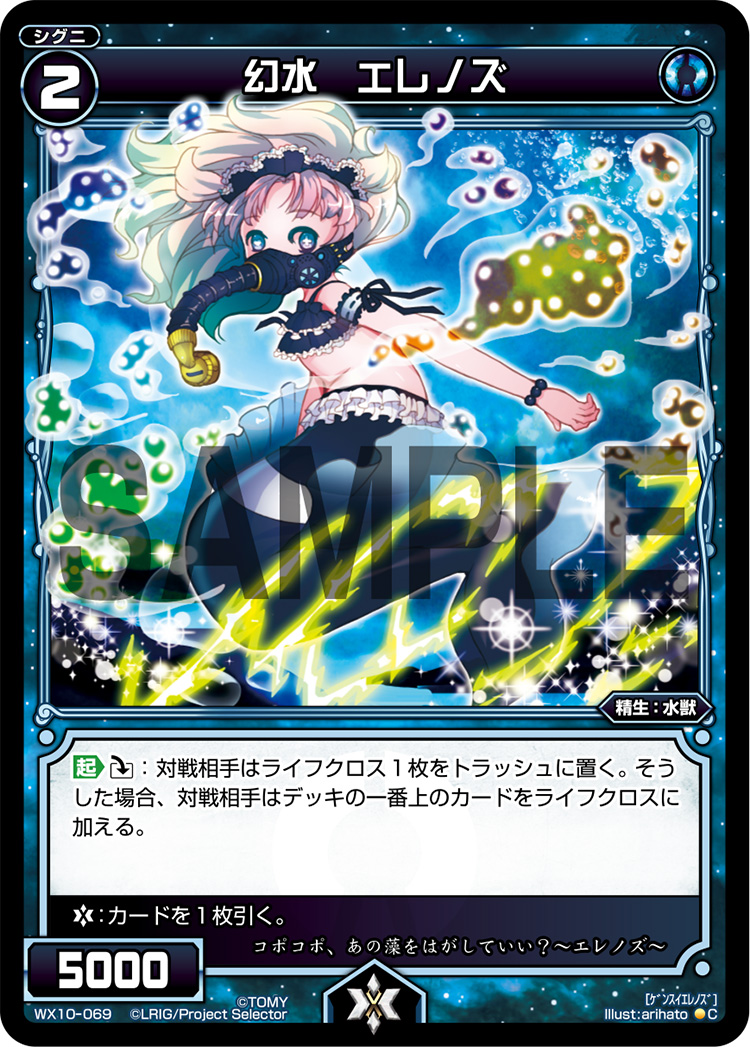 シグニ
2
幻水 エレノズ
SAMPLE
精生：水獣
起：対戦相手はライフクロス１枚をトラッシュに置く。そう
した場合、対戦相手はデッキの一番上のカードをライフクロスに
加える。
：カードを１枚引く。
コポコポ、あの藻をはがしていい？〜エレノズ〜
5000
©TOMY
[ｹﾞﾝｽｲｴﾚﾉｽﾞ]
WX10-069 ©LRIG/Project Selector
Illust:arihato C